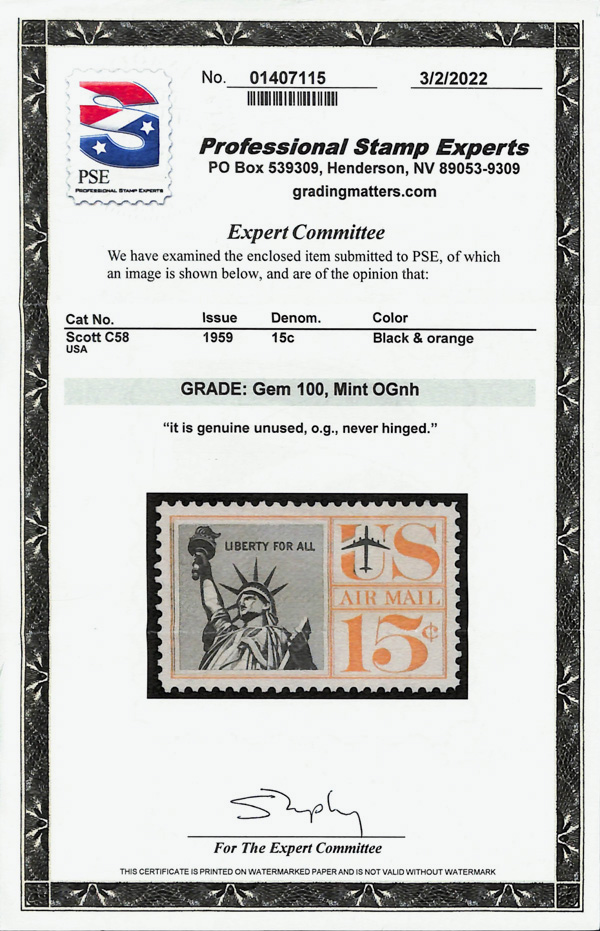 No. 01407115 3/2/2022
PSE
PROFESSIONAL STAMP EXPERTS
Professional Stamp Experts
PO Box 539309, Henderson, NV 89053-9309
gradingmatters.com
Expert Committee
We have examined the enclosed item submitted to PSE, of which
an image is shown below, and are of the opinion that:
Cat No. Issue Denom. Color
Scott C58 1959 15c Black & orange
USA
GRADE: Gem 100, Mint OGnh
“it is genuine unused, o.g., never hinged.”
LIBERTY FOR ALL
US
AIR MAIL
15¢
For The Expert Committee
THIS CERTIFICATE IS PRINTED ON WATERMARKED PAPER AND IS NOT VALID WITHOUT WATERMARK